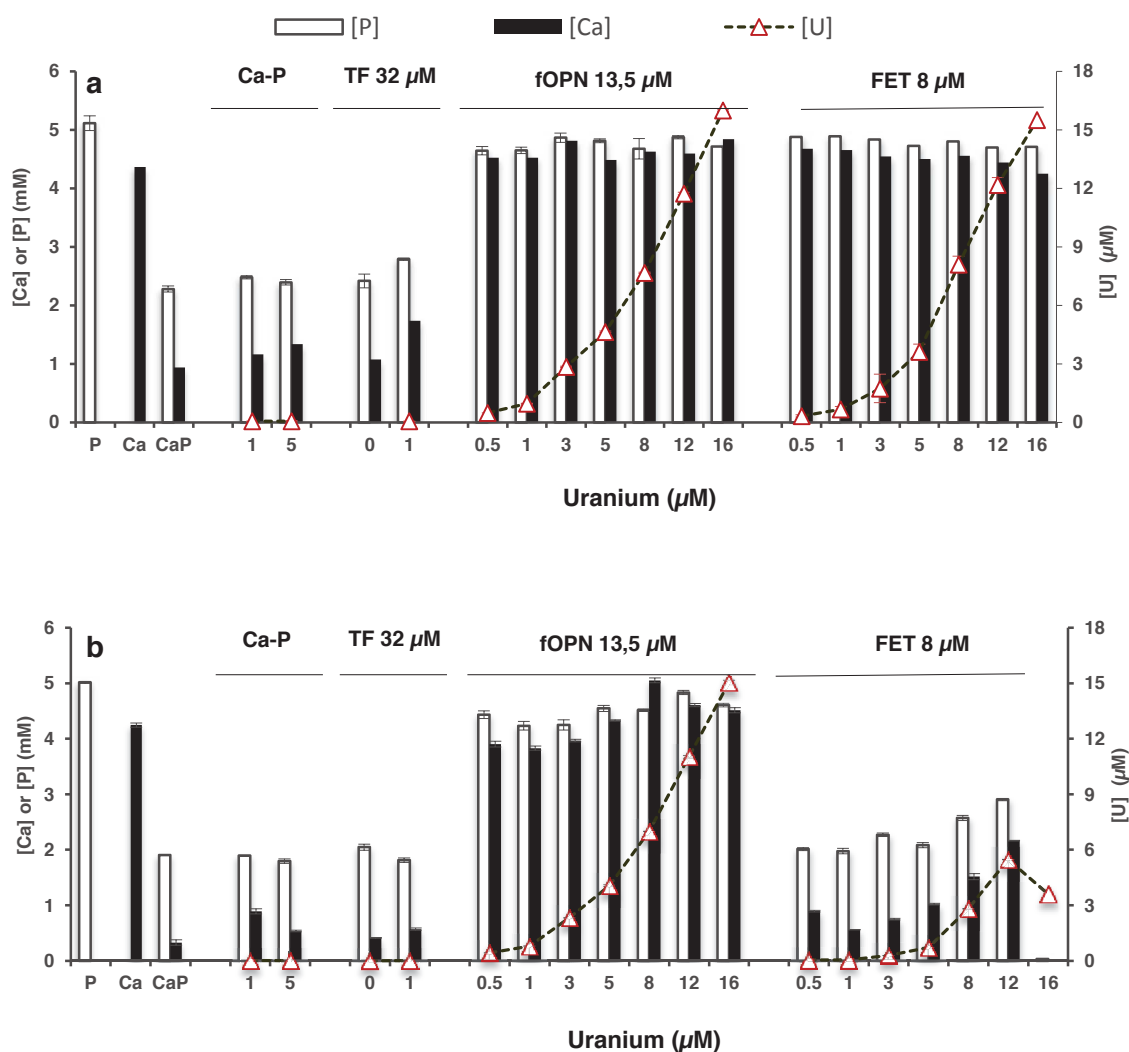 [P] [Ca] [U]
a
Ca-P TF 32 µM fOPN 13,5 µM FET 8 µM
[Ca] or [P] (mM)
6
5
4
3
2
1
0
[U] (µM)
18
15
12
9
6
3
0
P Ca CaP 1 5 0 1 0.5 1 3 5 8 12 16 0.5 1 3 5 8 12 16
Uranium (µM)
b
Ca-P TF 32 µM fOPN 13,5 µM FET 8 µM
[Ca] or [P] (mM)
6
5
4
3
2
1
0
[U] (µM)
18
15
12
9
6
3
0
P Ca CaP 1 5 0 1 0.5 1 3 5 8 12 16 0.5 1 3 5 8 12 16
Uranium (µM)